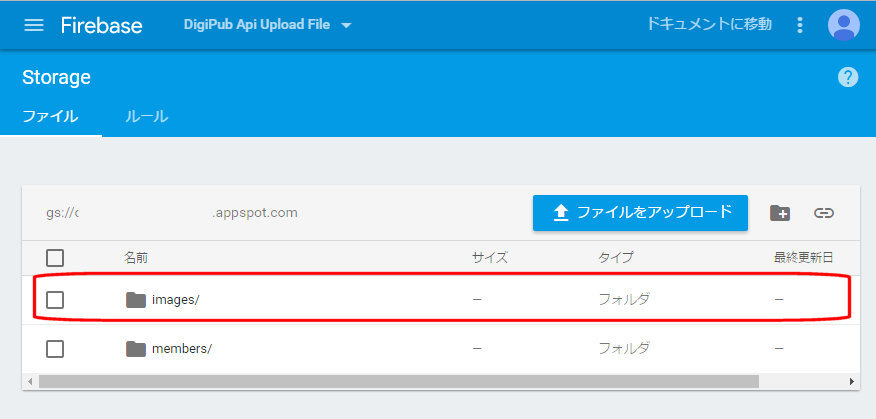 Firebase DigiPub Api Upload File ドキュメントに移動
Storage ?
ファイル ルール
gs:// .appspot.com ファイルをアップロード
名前 サイズ タイプ 最終更新日
images/ – フォルダ –
members/ – フォルダ –